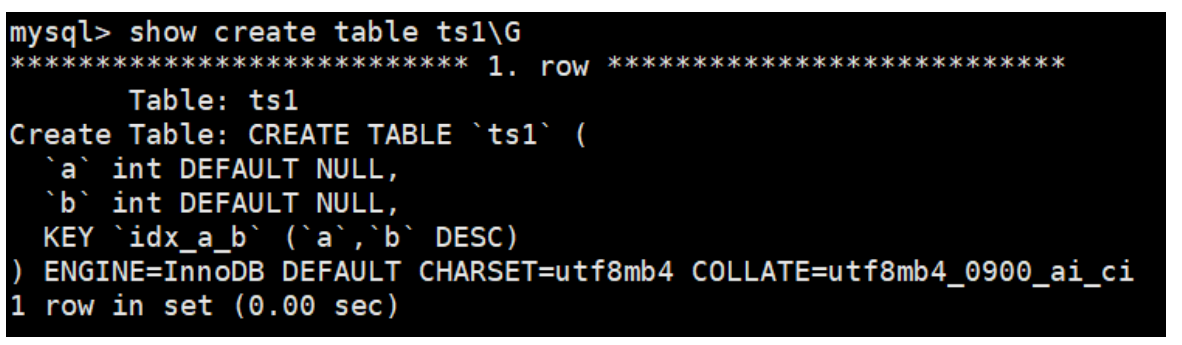 mysql> show create table ts1\G
*************************** 1. row ***************************
       Table: ts1
Create Table: CREATE TABLE `ts1` (
  `a` int DEFAULT NULL,
  `b` int DEFAULT NULL,
  KEY `idx_a_b` (`a`,`b` DESC)
) ENGINE=InnoDB DEFAULT CHARSET=utf8mb4 COLLATE=utf8mb4_0900_ai_ci
1 row in set (0.00 sec)